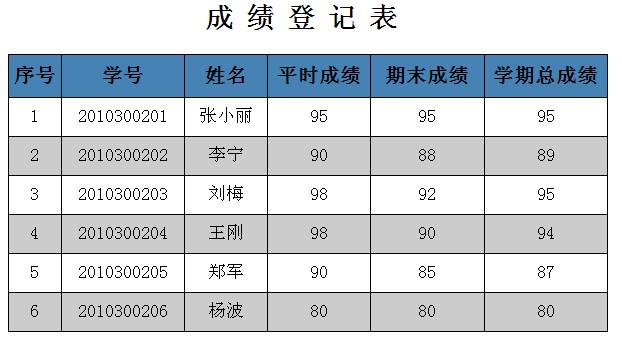 成 绩 登 记 表
序号 学号 姓名 平时成绩 期末成绩 学期总成绩
1 2010300201 张小丽 95 95 95
2 2010300202 李宁 90 88 89
3 2010300203 刘梅 98 92 95
4 2010300204 王刚 98 90 94
5 2010300205 郑军 90 85 87
6 2010300206 杨波 80 80 80